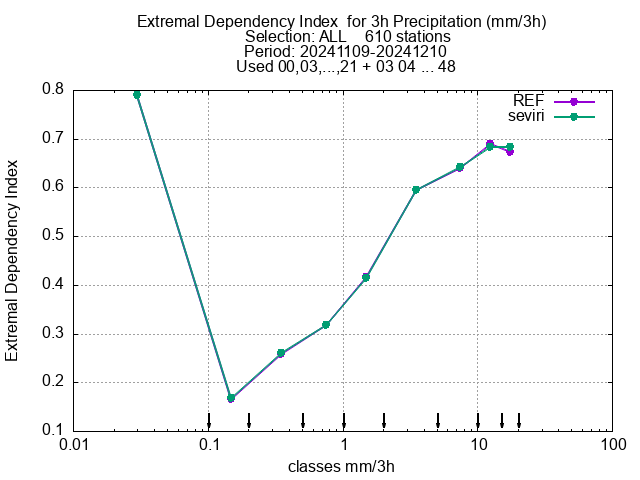 Extremal Dependency Index  for 3h Precipitation (mm/3h)
Selection: ALL    610 stations
Period: 20241109-20241210
Used 00,03,...,21 + 03 04 ... 48
REF
seviri
Extremal Dependency Index
0.8
0.7
0.6
0.5
0.4
0.3
0.2
0.1
0.01
0.1
1
10
100
classes mm/3h